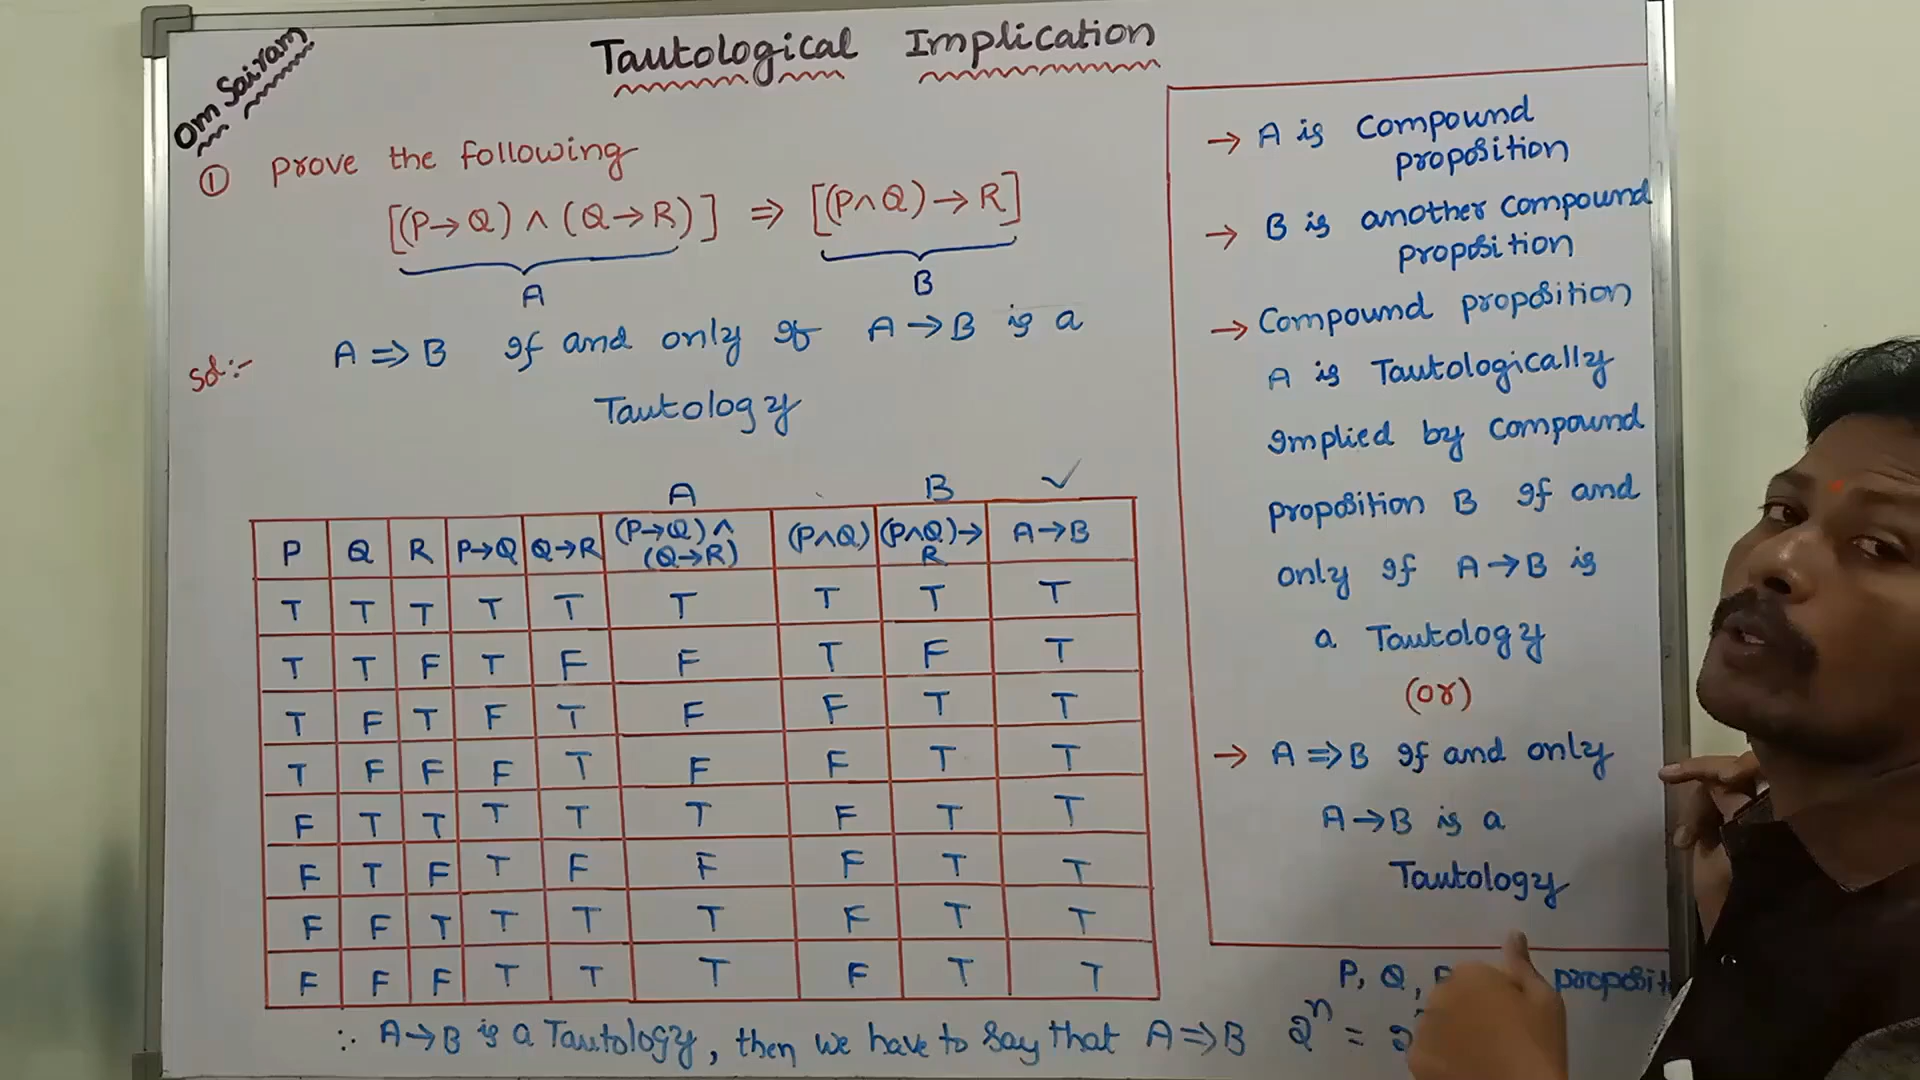 Om Sairam
Tautological Implication
① Prove the following
[(P→Q) ∧ (Q→R)] ⇒ [(P∧Q)→R]
A B
Sol:- A ⇒ B If and only if A→B is a
Tautology
A B ✓
P Q R P→Q Q→R (P→Q)∧(Q→R) (P∧Q) (P∧Q)→R A→B
T T T T T T T T T
T T F T F F T F T
T F T F T F F T T
T F F F T F F T T
F T T T T T F T T
F T F T F F F T T
F F T T T T F T T
F F F T T T F T T
∴ A→B is a Tautology, then we have to say that A⇒B
→ A is Compound
proposition
→ B is another Compound
proposition
→ Compound proposition
A is Tautologically
Implied by Compound
proposition B If and
only If A→B is
a Tautology
(or)
→ A⇒B If and only
A→B is a
Tautology
P, Q,
2ⁿ =